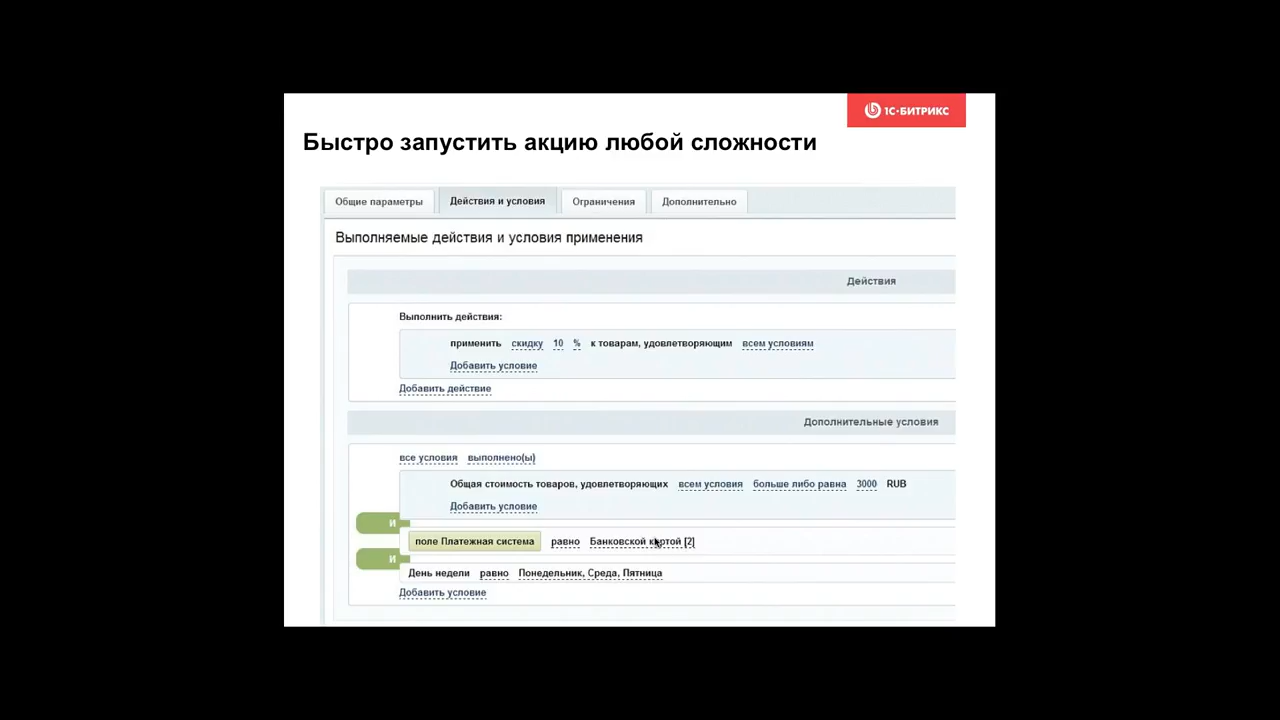 1С-БИТРИКС
Быстро запустить акцию любой сложности
Общие параметры Действия и условия Ограничения Дополнительно
Выполняемые действия и условия применения
Действия
Выполнить действия:
применить скидку 10 % к товарам, удовлетворяющим всем условиям
Добавить условие
Добавить действие
Дополнительные условия
все условия выполнено(ы)
Общая стоимость товаров, удовлетворяющих всем условия больше либо равна 3000 RUB
Добавить условие
И
поле Платежная система равно Банковской картой [2]
И
День недели равно Понедельник, Среда, Пятница
Добавить условие